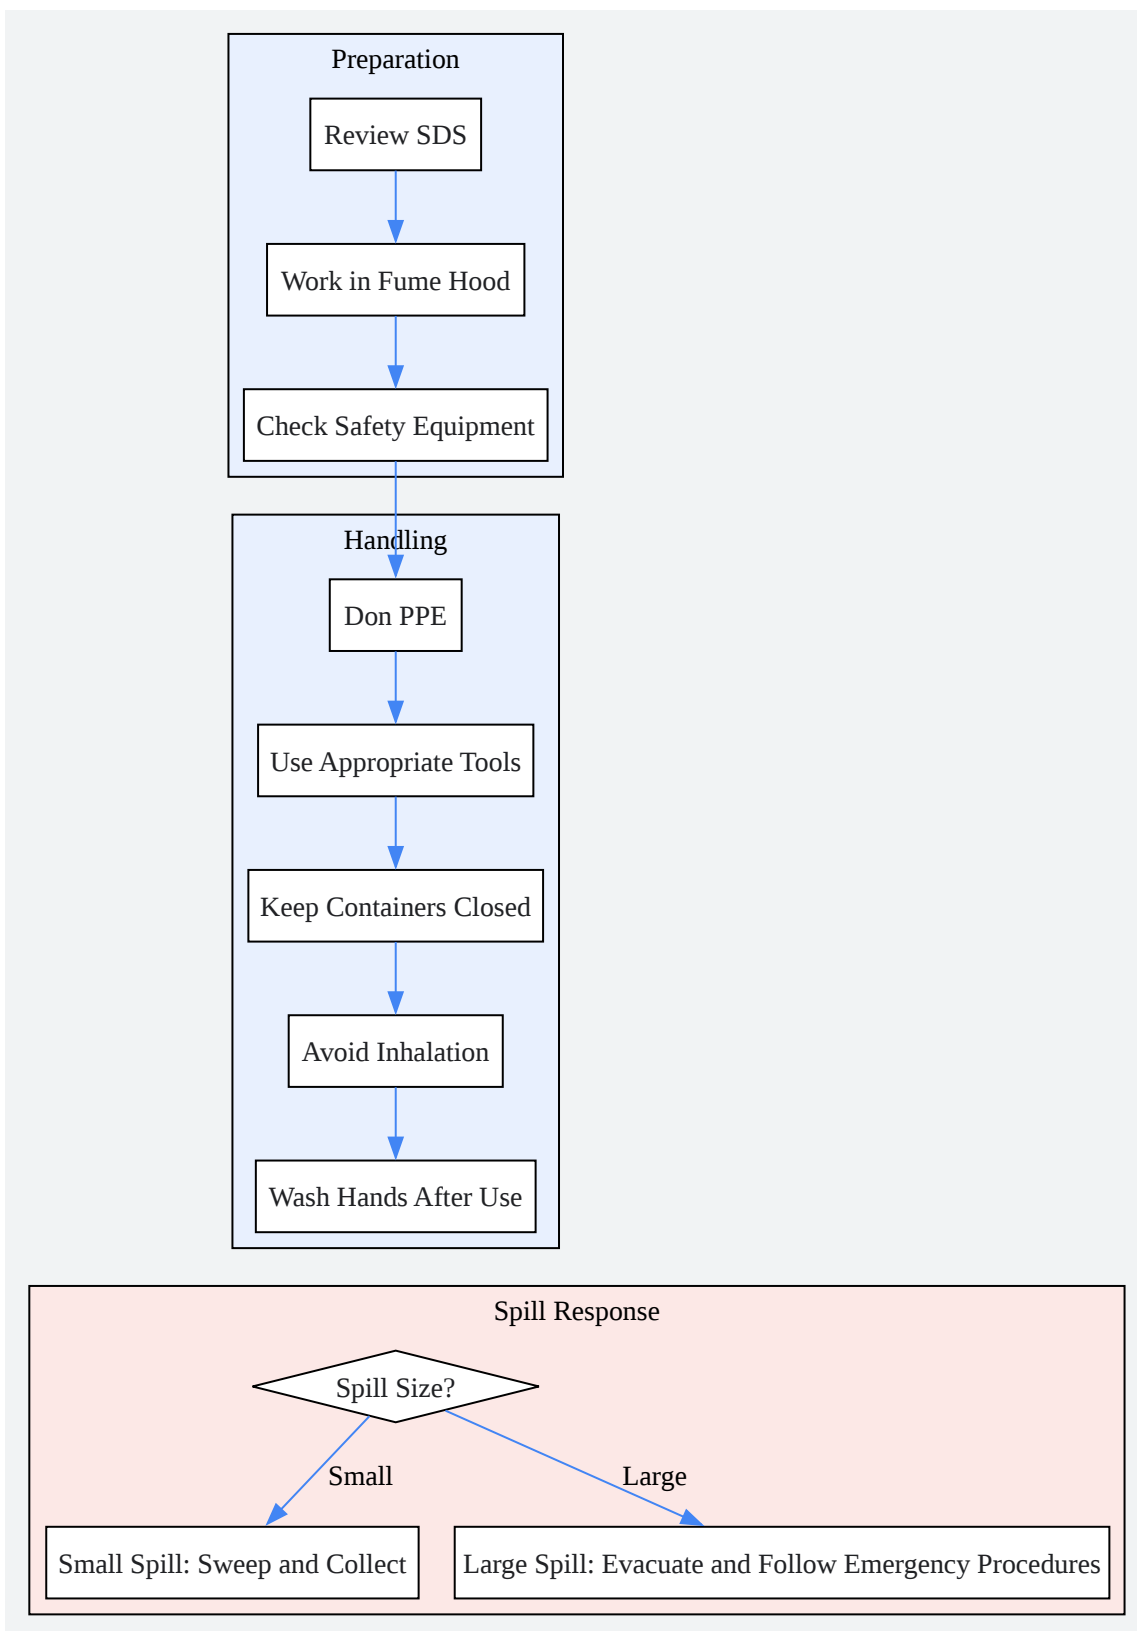 Preparation
Review SDS
Work in Fume Hood
Check Safety Equipment
Handling
Don PPE
Use Appropriate Tools
Keep Containers Closed
Avoid Inhalation
Wash Hands After Use
Spill Response
Spill Size?
Small
Large
Small Spill: Sweep and Collect
Large Spill: Evacuate and Follow Emergency Procedures